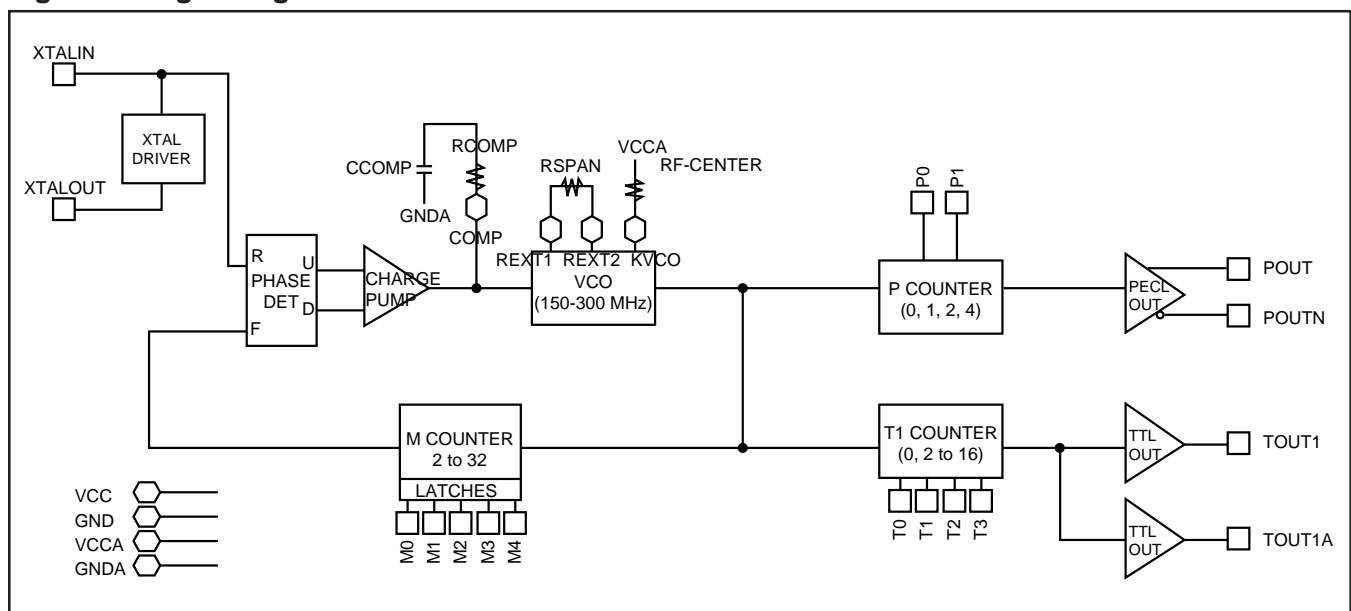 XTALIN
XTAL
DRIVER
XTALOUT
CCOMP
RCOMP
GNDA
COMP
RSPAN
VCCA
RF-CENTER
REXT1
REXT2
KVCO
VCO
(150-300 MHz)
R
U
PHASE
DET
D
F
CHARGE
PUMP
P0
P1
P COUNTER
(0, 1, 2, 4)
PECL
OUT
POUT
POUTN
M COUNTER
2 to 32
LATCHES
M0
M1
M2
M3
M4
T1 COUNTER
(0, 2 to 16)
T0
T1
T2
T3
TTL
OUT
TOUT1
TTL
OUT
TOUT1A
VCC
GND
VCCA
GNDA